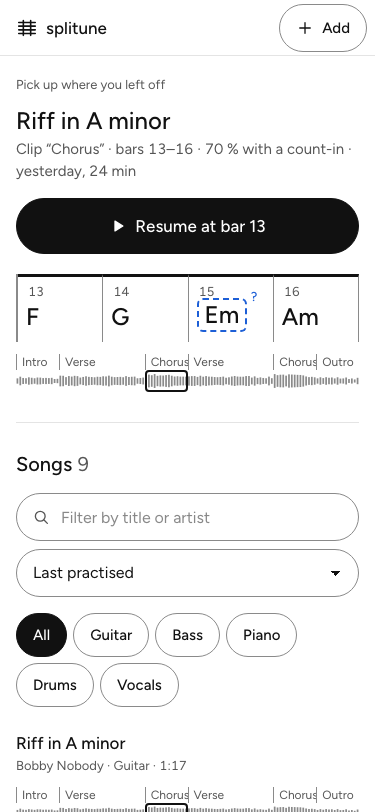 splitune
Add
Pick up where you left off
Riff in A minor
Clip “Chorus” · bars 13–16 · 70 % with a count-in ·
yesterday, 24 min
Resume at bar 13
13 14 15 ? 16
F G Em Am
Intro Verse Chorus Verse Chorus Outro
Songs 9
Filter by title or artist
Last practised
All Guitar Bass Piano
Drums Vocals
Riff in A minor
Bobby Nobody · Guitar · 1:17
Intro Verse Chorus Verse Chorus Outro